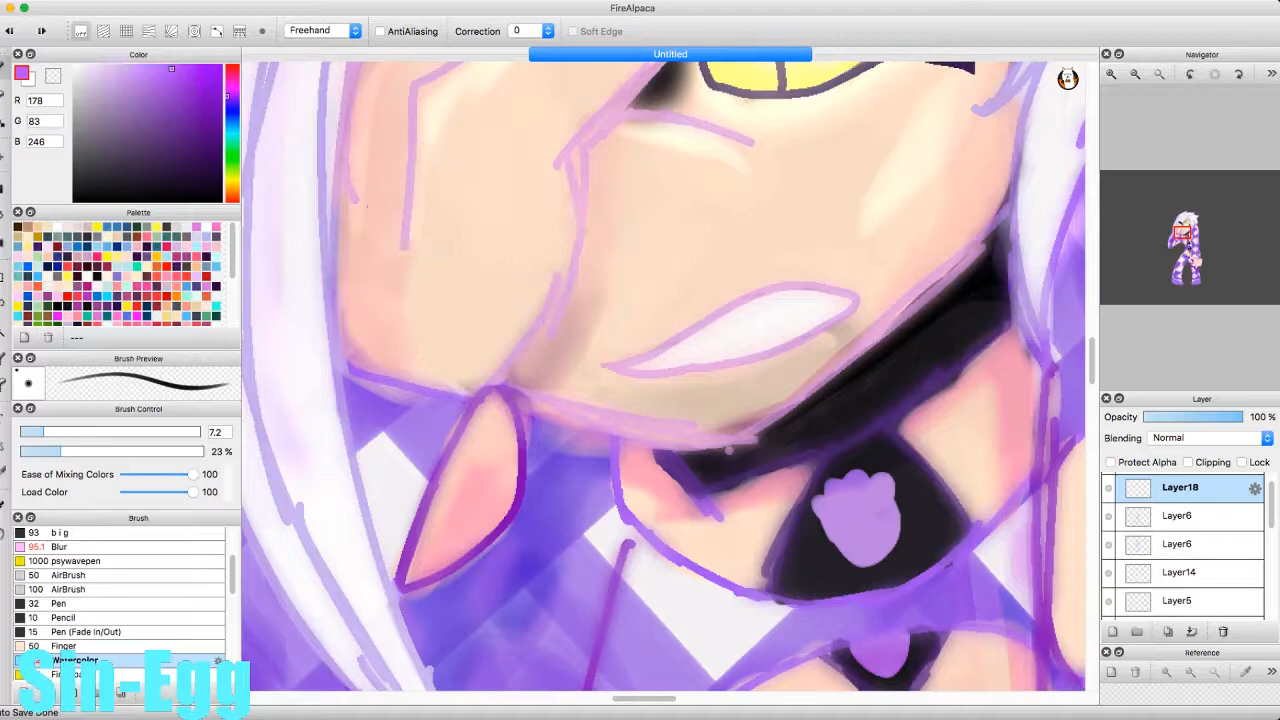 FireAlpaca
Freehand
AntiAliasing
Correction
0
Soft Edge
Color
Untitled
Navigator
R 178
G 83
B 246
Palette
---
Brush Preview
Brush Control
7.2
23 %
Ease of Mixing Colors 100
Load Color 100
Brush
93 b i g
95.1 Blur
1000 psywavepen
50 AirBrush
100 AirBrush
32 Pen
10 Pencil
15 Pen (Fade In/Out)
50 Finger
Watercolor
Sin-Egg
Auto Save Done
Layer
Opacity 100 %
Blending Normal
Protect Alpha Clipping Lock
Layer18
Layer6
Layer6
Layer14
Layer5
Reference